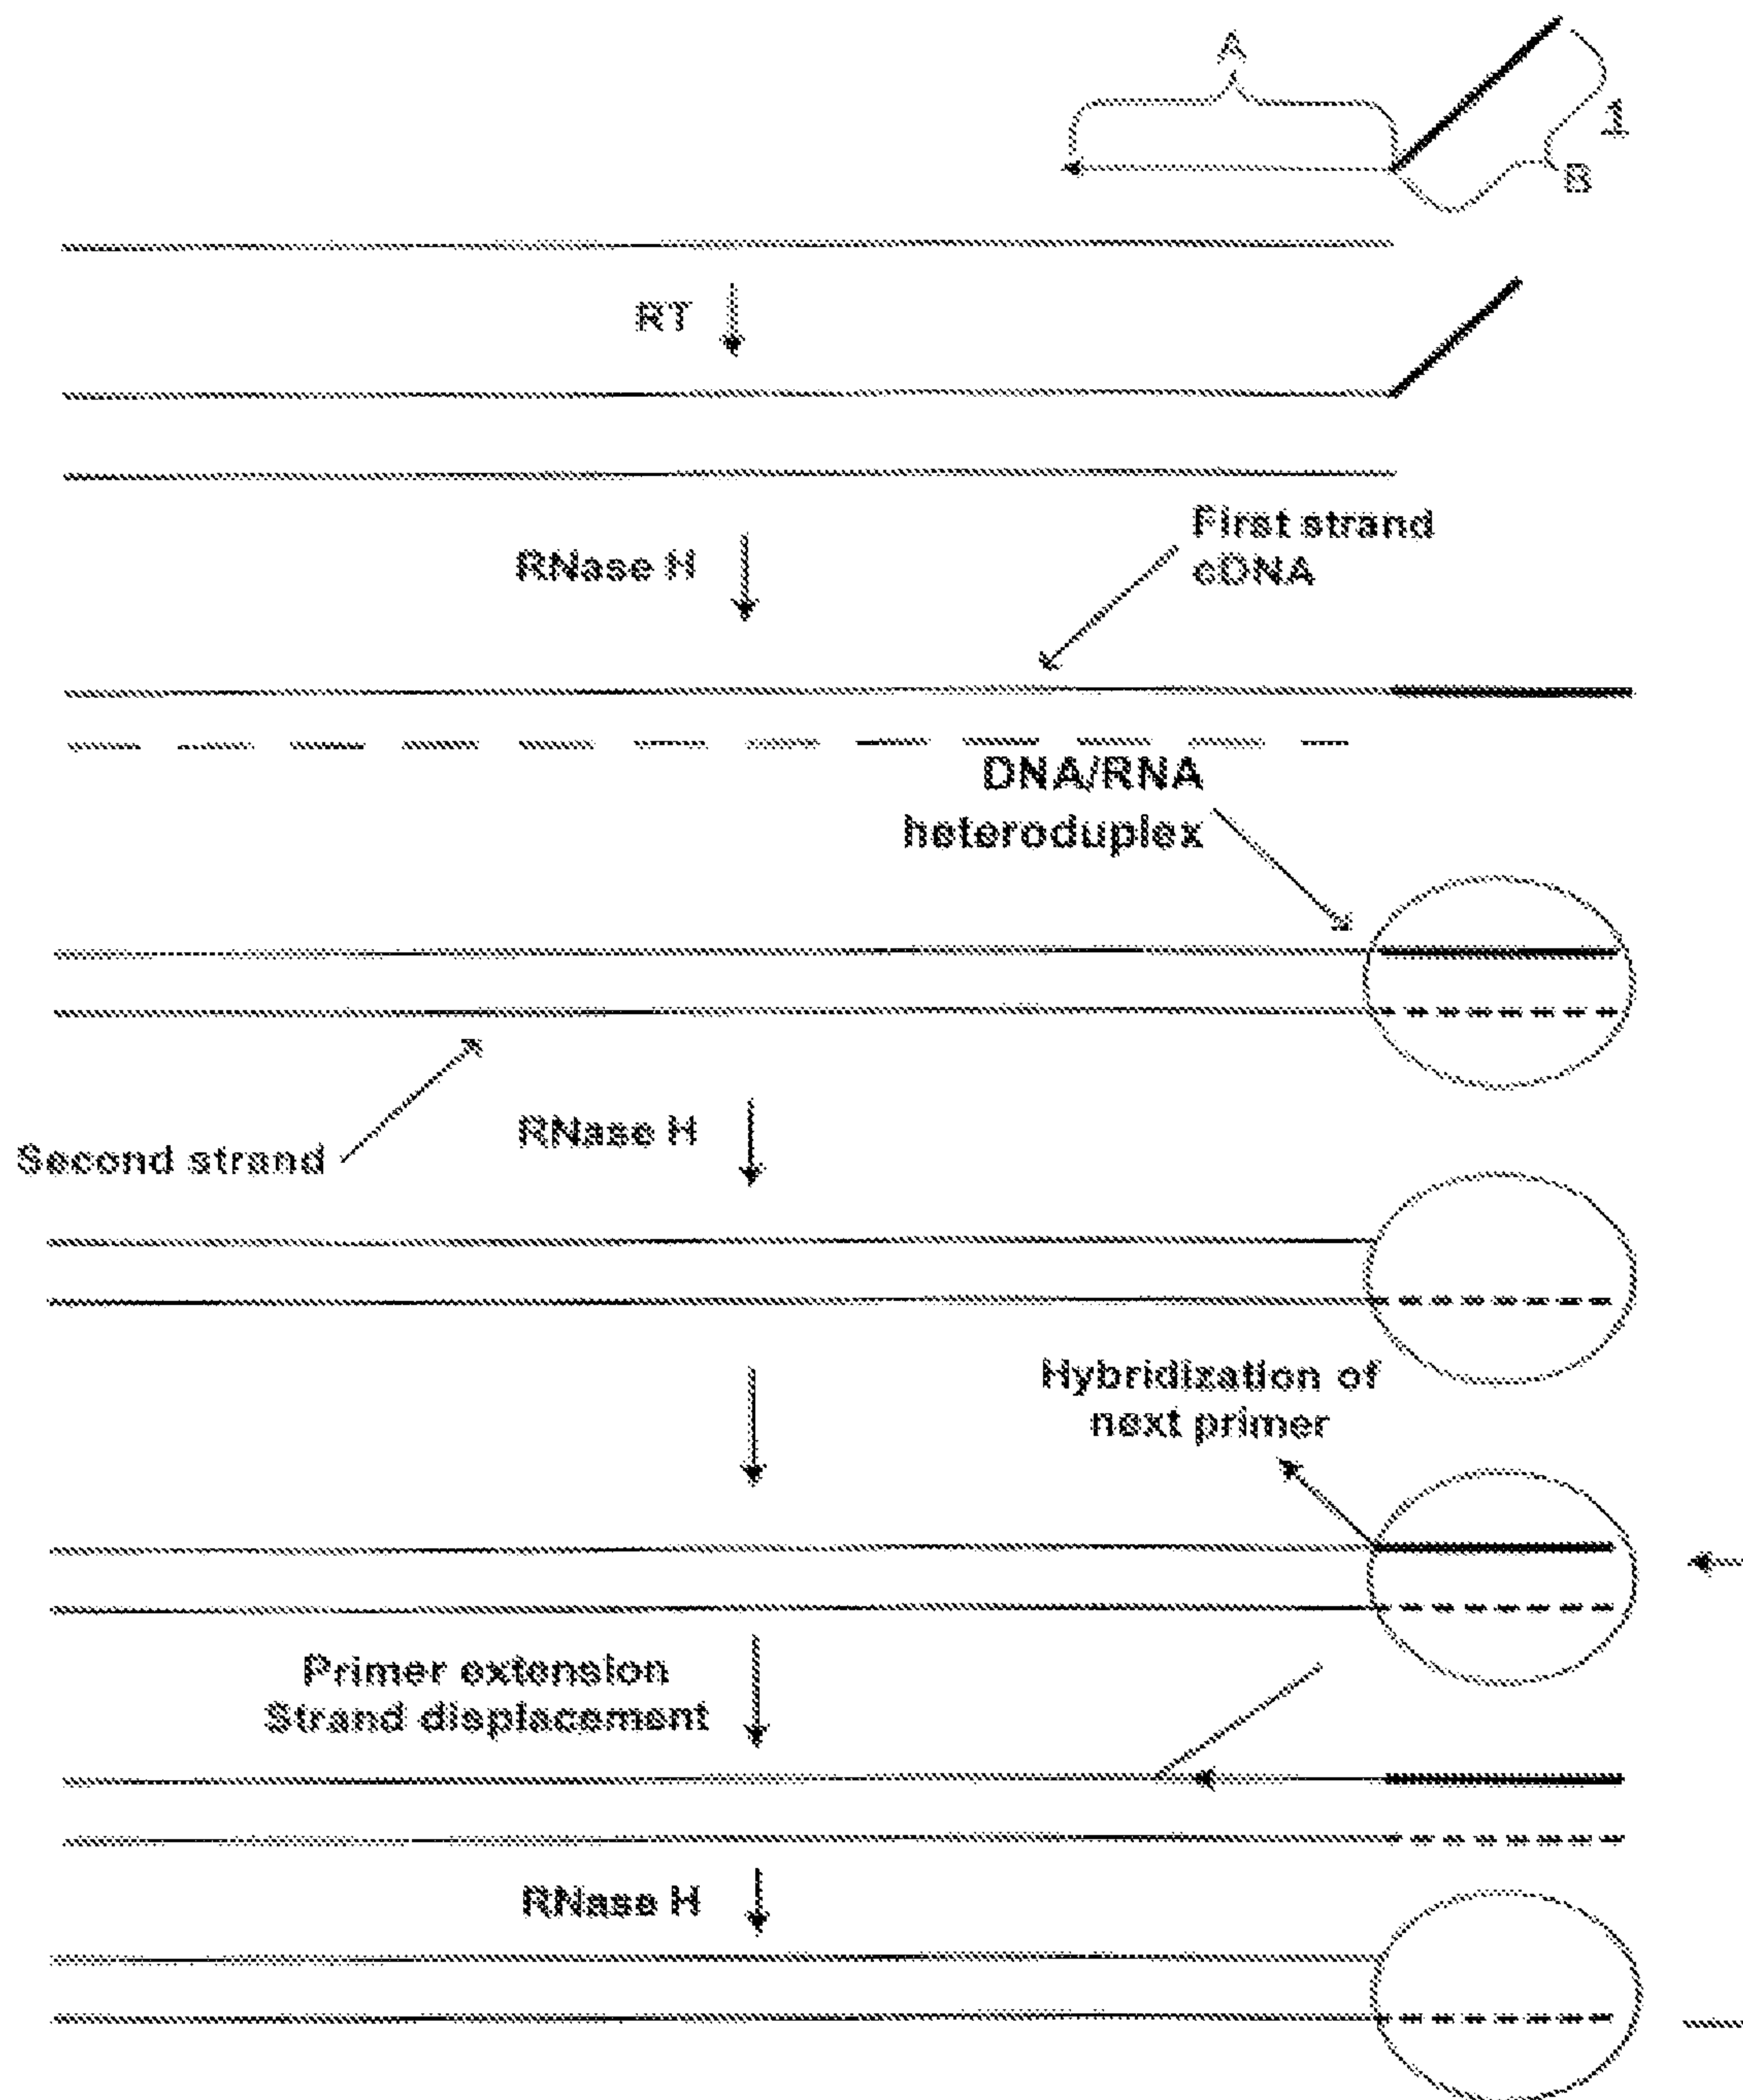 A
1
B
RT
First strand
cDNA
RNase H
DNA/RNA
heteroduplex
Second strand
RNase H
Hybridization of
next primer
Primer extension
Strand displacement
RNase H